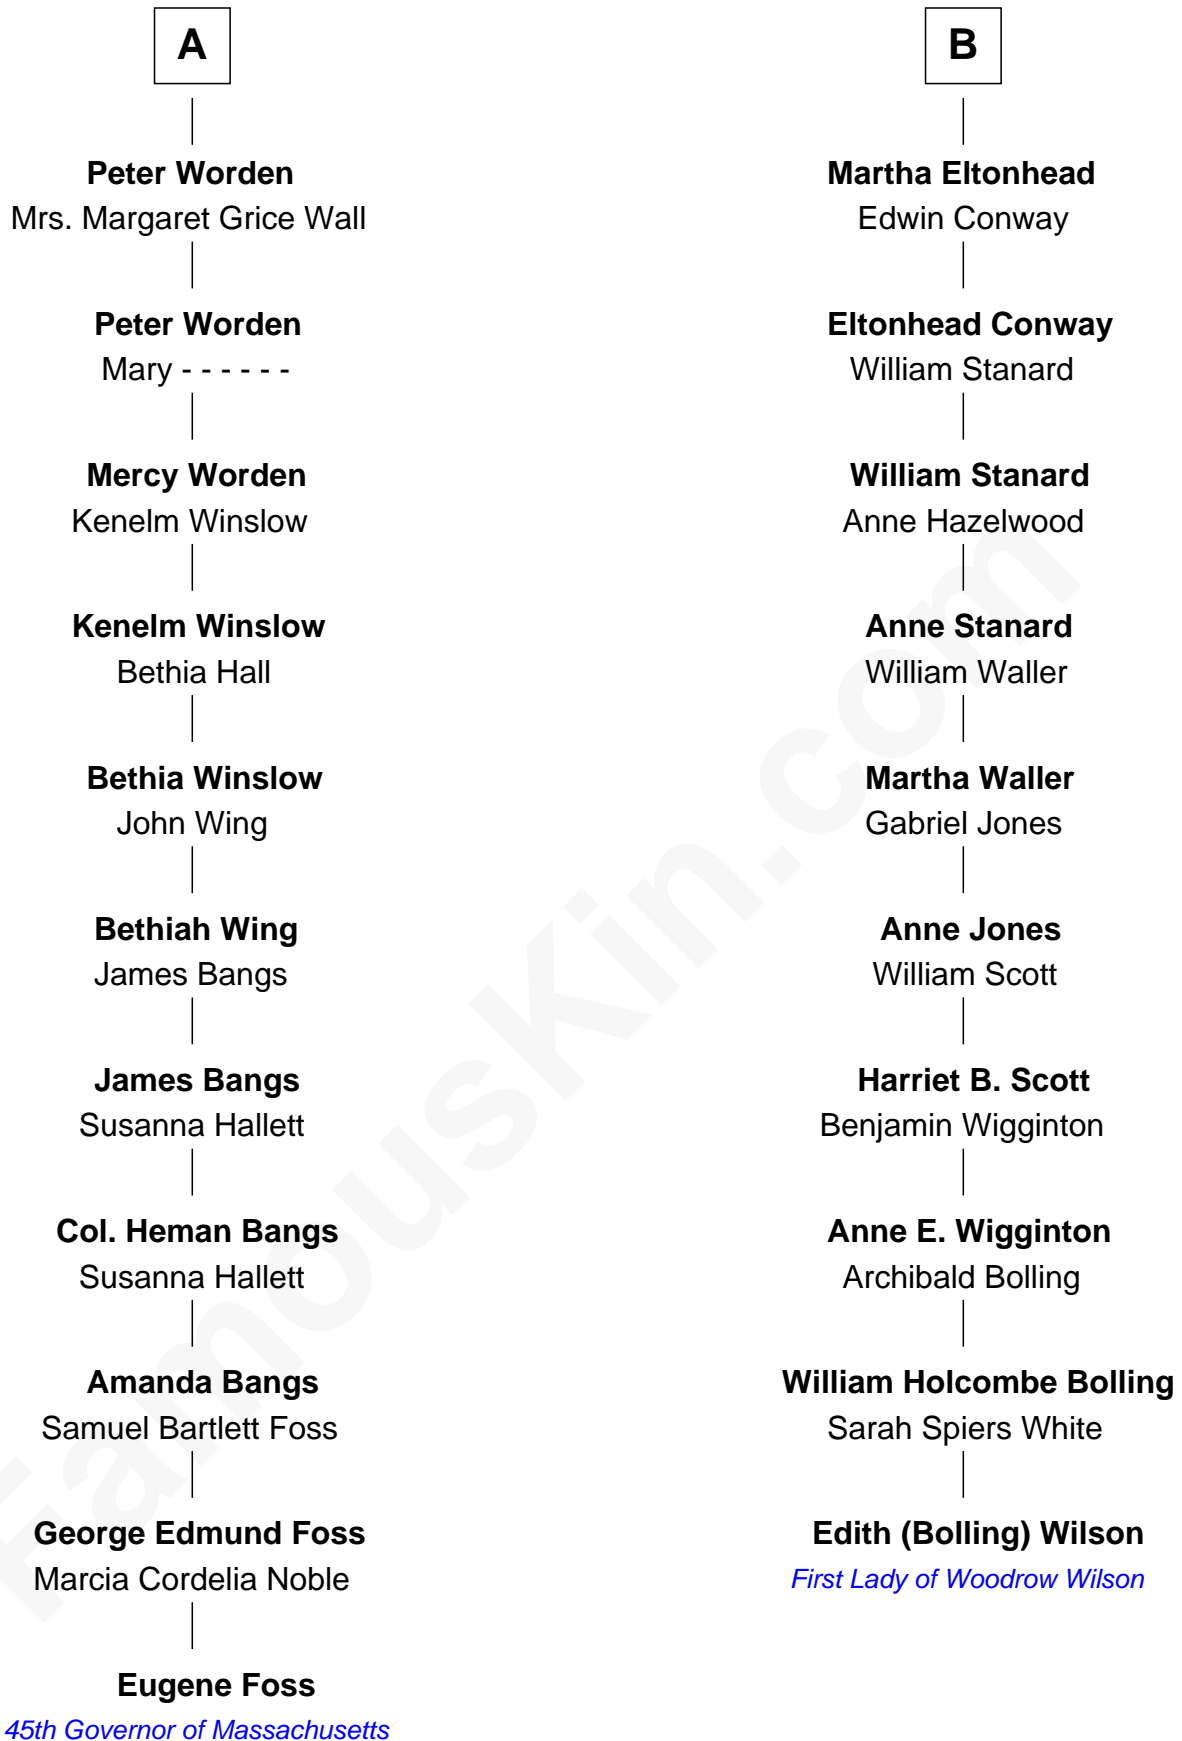 A
Peter Worden
Mrs. Margaret Grice Wall
Peter Worden
Mary - - - - - -
Mercy Worden
Kenelm Winslow
Kenelm Winslow
Bethia Hall
Bethia Winslow
John Wing
Bethiah Wing
James Bangs
James Bangs
Susanna Hallett
Col. Heman Bangs
Susanna Hallett
Amanda Bangs
Samuel Bartlett Foss
George Edmund Foss
Marcia Cordelia Noble
Eugene Foss
45th Governor of Massachusetts
B
Martha Eltonhead
Edwin Conway
Eltonhead Conway
William Stanard
William Stanard
Anne Hazelwood
Anne Stanard
William Waller
Martha Waller
Gabriel Jones
Anne Jones
William Scott
Harriet B. Scott
Benjamin Wigginton
Anne E. Wigginton
Archibald Bolling
William Holcombe Bolling
Sarah Spiers White
Edith (Bolling) Wilson
First Lady of Woodrow Wilson
FamousKin.com